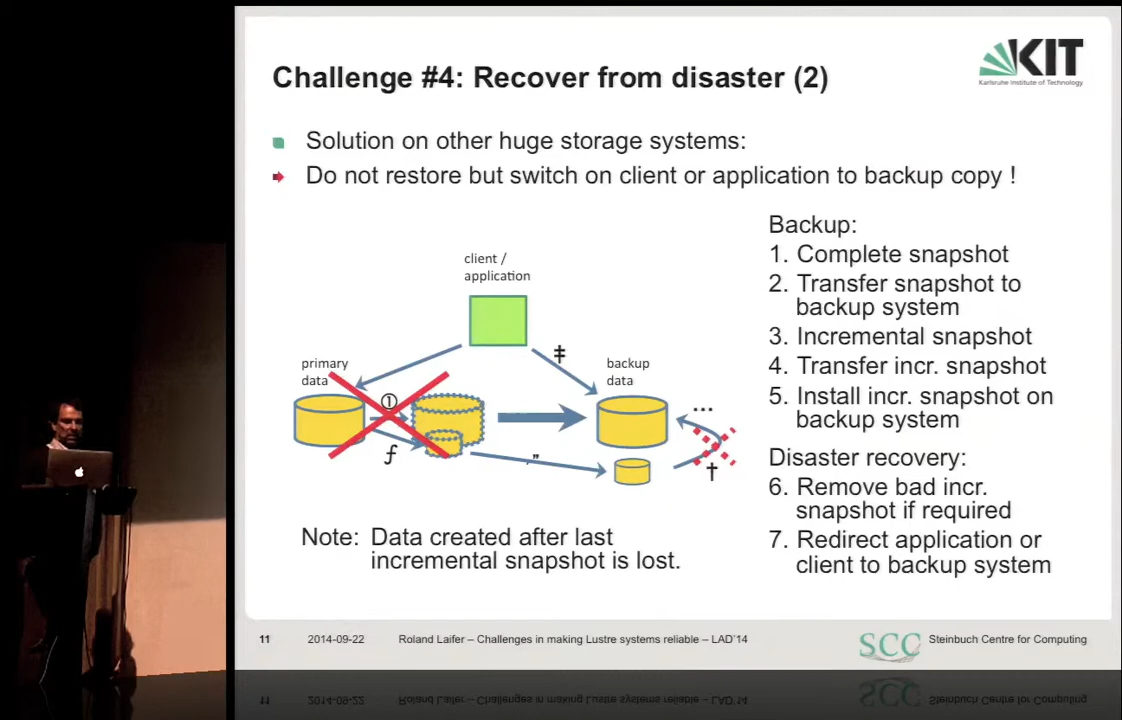 Challenge #4: Recover from disaster (2)
KIT
Karlsruhe Institute of Technology
Solution on other huge storage systems:
Do not restore but switch on client or application to backup copy !
client /
application
primary
data
backup
data
‡
①
ƒ
„
…
†
Backup:
1. Complete snapshot
2. Transfer snapshot to
backup system
3. Incremental snapshot
4. Transfer incr. snapshot
5. Install incr. snapshot on
backup system
Disaster recovery:
6. Remove bad incr.
snapshot if required
7. Redirect application or
client to backup system
Note: Data created after last
incremental snapshot is lost.
11 2014-09-22 Roland Laifer – Challenges in making Lustre systems reliable – LAD'14
SCC Steinbuch Centre for Computing